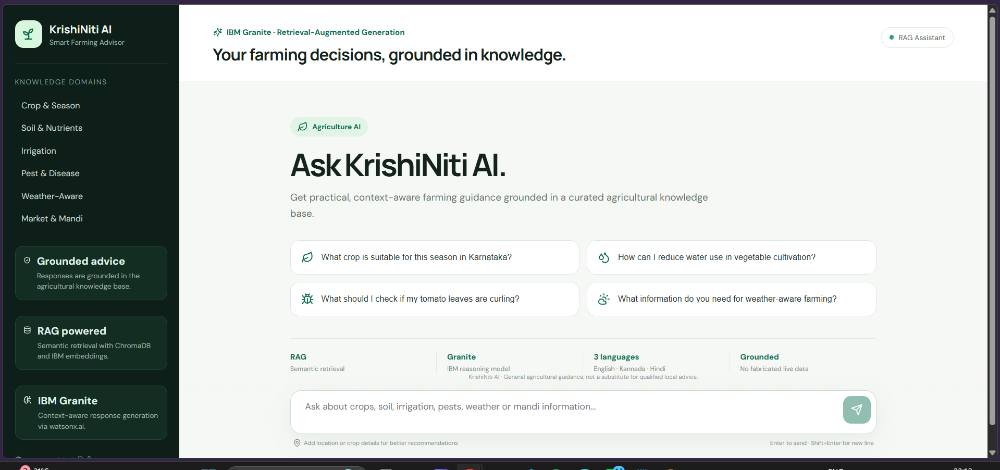 KrishiNiti AI
Smart Farming Advisor
KNOWLEDGE DOMAINS
Crop & Season
Soil & Nutrients
Irrigation
Pest & Disease
Weather-Aware
Market & Mandi
Grounded advice
Responses are grounded in the
agricultural knowledge base.
RAG powered
Semantic retrieval with ChromaDB
and IBM embeddings.
IBM Granite
Context-aware response generation
via watsonx.ai.
IBM Granite · Retrieval-Augmented Generation
Your farming decisions, grounded in knowledge.
RAG Assistant
Agriculture AI
Ask KrishiNiti AI.
Get practical, context-aware farming guidance grounded in a curated agricultural knowledge
base.
What crop is suitable for this season in Karnataka?
How can I reduce water use in vegetable cultivation?
What should I check if my tomato leaves are curling?
What information do you need for weather-aware farming?
RAG
Semantic retrieval
Granite
IBM reasoning model
3 languages
English · Kannada · Hindi
Grounded
No fabricated live data
KrishiNiti AI · General agricultural guidance, not a substitute for qualified local advice.
Ask about crops, soil, irrigation, pests, weather or mandi information...
Add location or crop details for better recommendations
Enter to send · Shift+Enter for new line